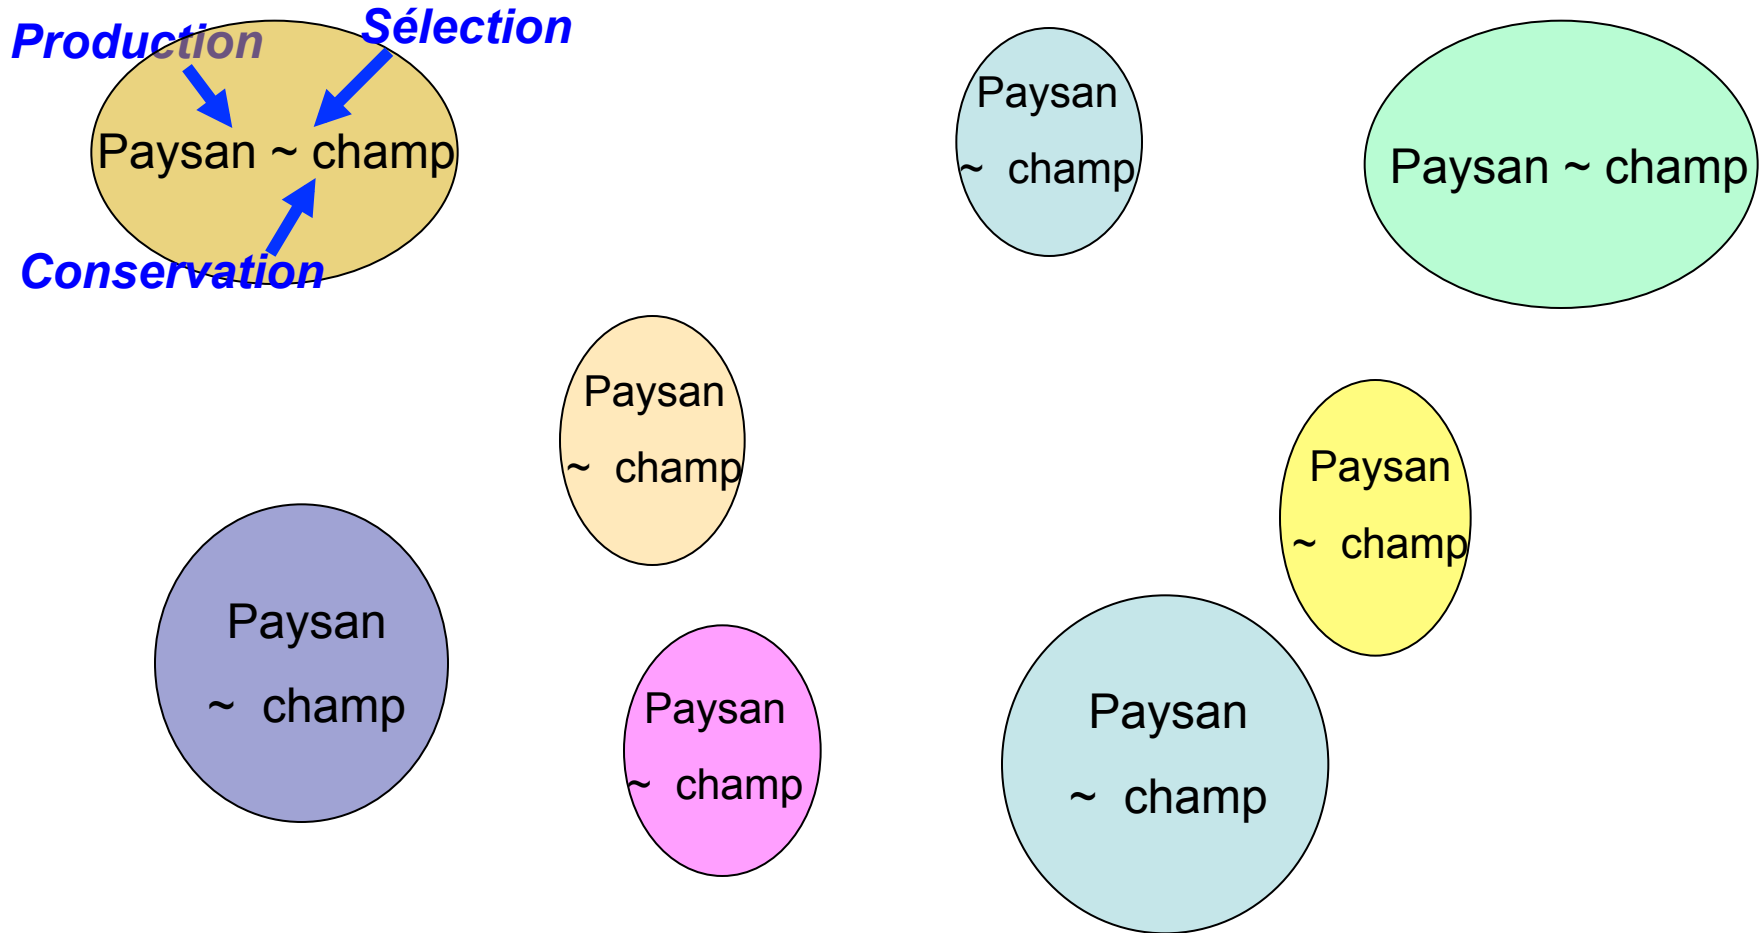 Production
Sélection
Paysan ~ champ
Conservation
Paysan
~ champ
Paysan ~ champ
Paysan
~ champ
Paysan
~ champ
Paysan
~ champ
Paysan
~ champ
Paysan
~ champ